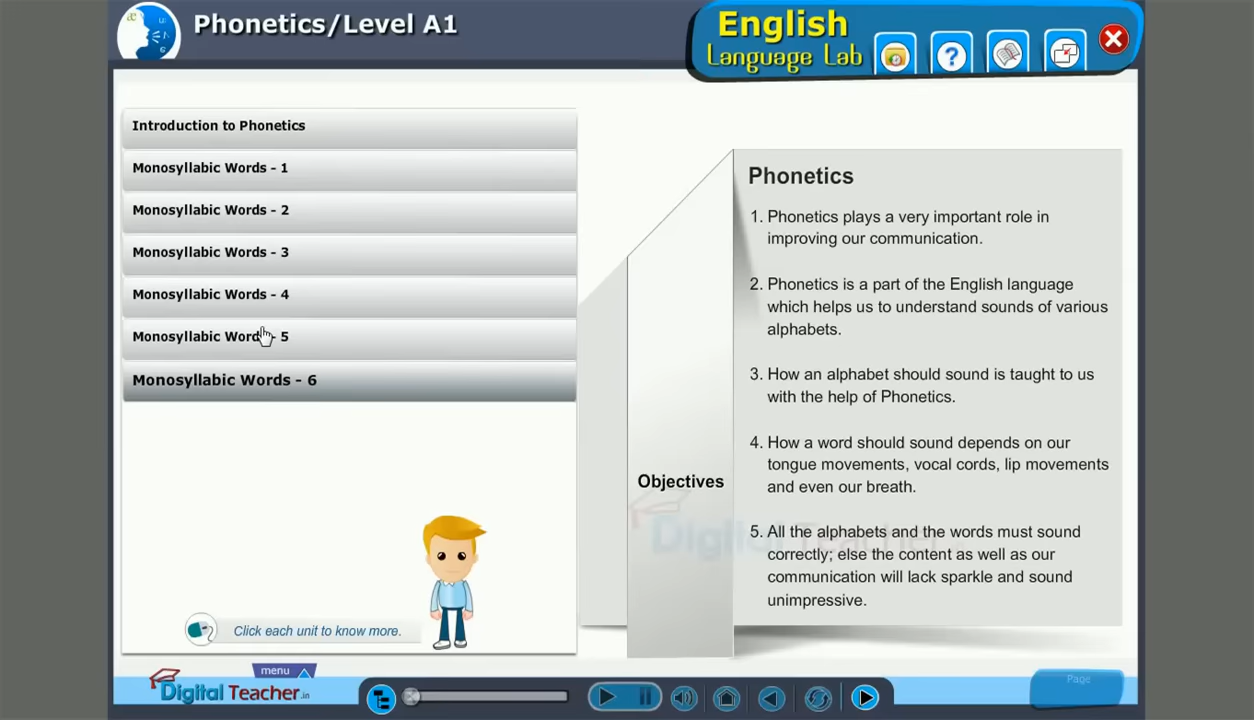 Phonetics/Level A1
English
Language Lab
Introduction to Phonetics
Monosyllabic Words - 1
Monosyllabic Words - 2
Monosyllabic Words - 3
Monosyllabic Words - 4
Monosyllabic Words - 5
Monosyllabic Words - 6
Click each unit to know more.
Objectives
Phonetics
1. Phonetics plays a very important role in
improving our communication.
2. Phonetics is a part of the English language
which helps us to understand sounds of various
alphabets.
3. How an alphabet should sound is taught to us
with the help of Phonetics.
4. How a word should sound depends on our
tongue movements, vocal cords, lip movements
and even our breath.
5. All the alphabets and the words must sound
correctly; else the content as well as our
communication will lack sparkle and sound
unimpressive.
Digital Teacher
menu
Digital Teacher.in
Page